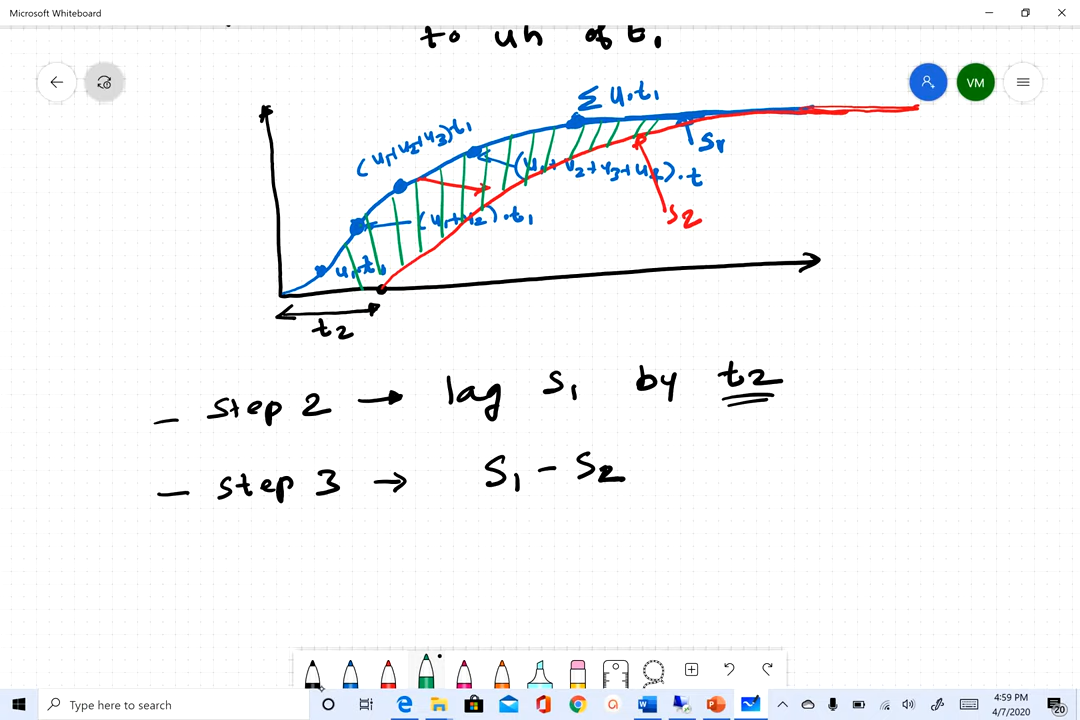 Microsoft Whiteboard
to uh of t1
VM
Σ u.t1
(u1+u2+u3)t1
S1
(u1+u2+u3+u4).t
(u1+u2).t1
S2
u1.t1
t2
– step 2 → lag S1 by t2
– step 3 → S1 – S2
Type here to search
4:59 PM
4/7/2020
20